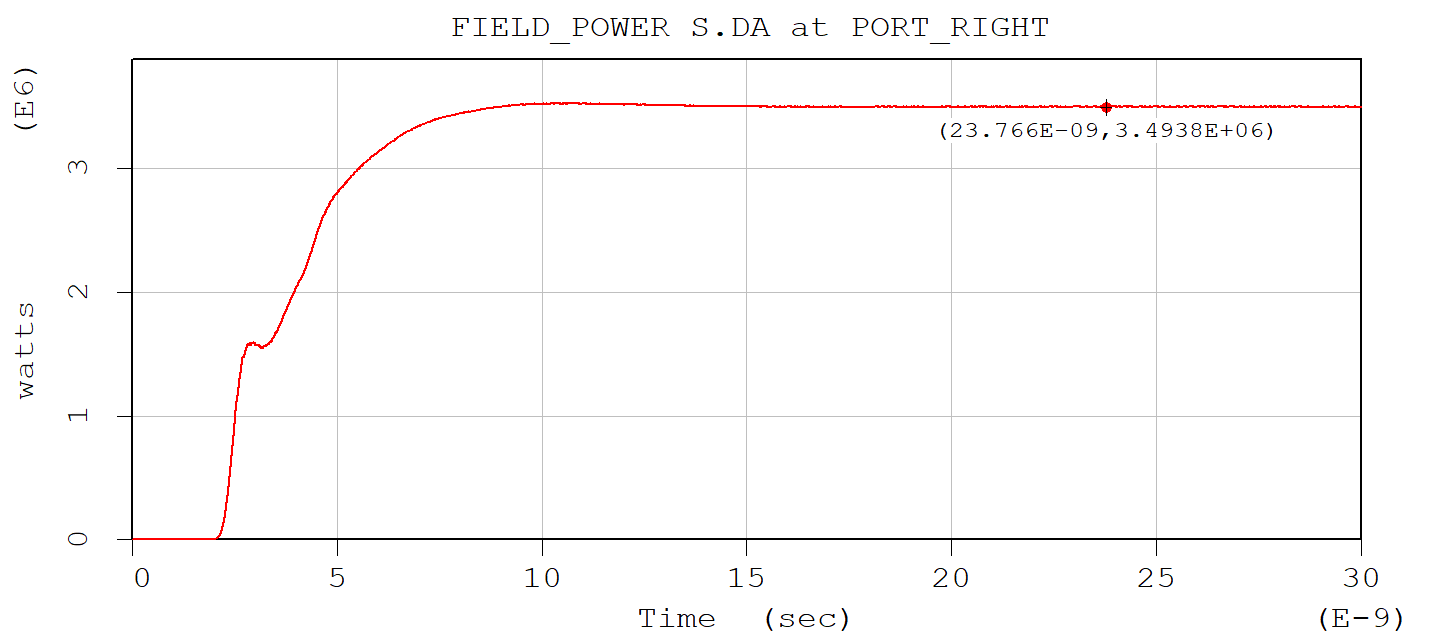 FIELD_POWER S.DA at PORT_RIGHT
(E6)
watts
3
2
1
0
(23.766E-09,3.4938E+06)
0 5 10 15 20 25 30
Time (sec) (E-9)